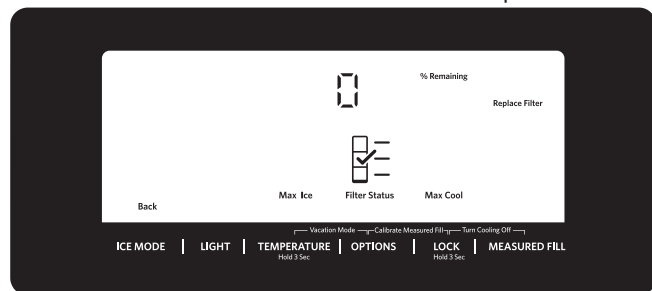 0
% Remaining
Replace Filter
Max Ice
Filter Status
Max Cool
Back
Vacation Mode
Calibrate Measured Fill
Turn Cooling Off
ICE MODE
LIGHT
TEMPERATURE
OPTIONS
LOCK
MEASURED FILL
Hold 3 Sec
Hold 3 Sec